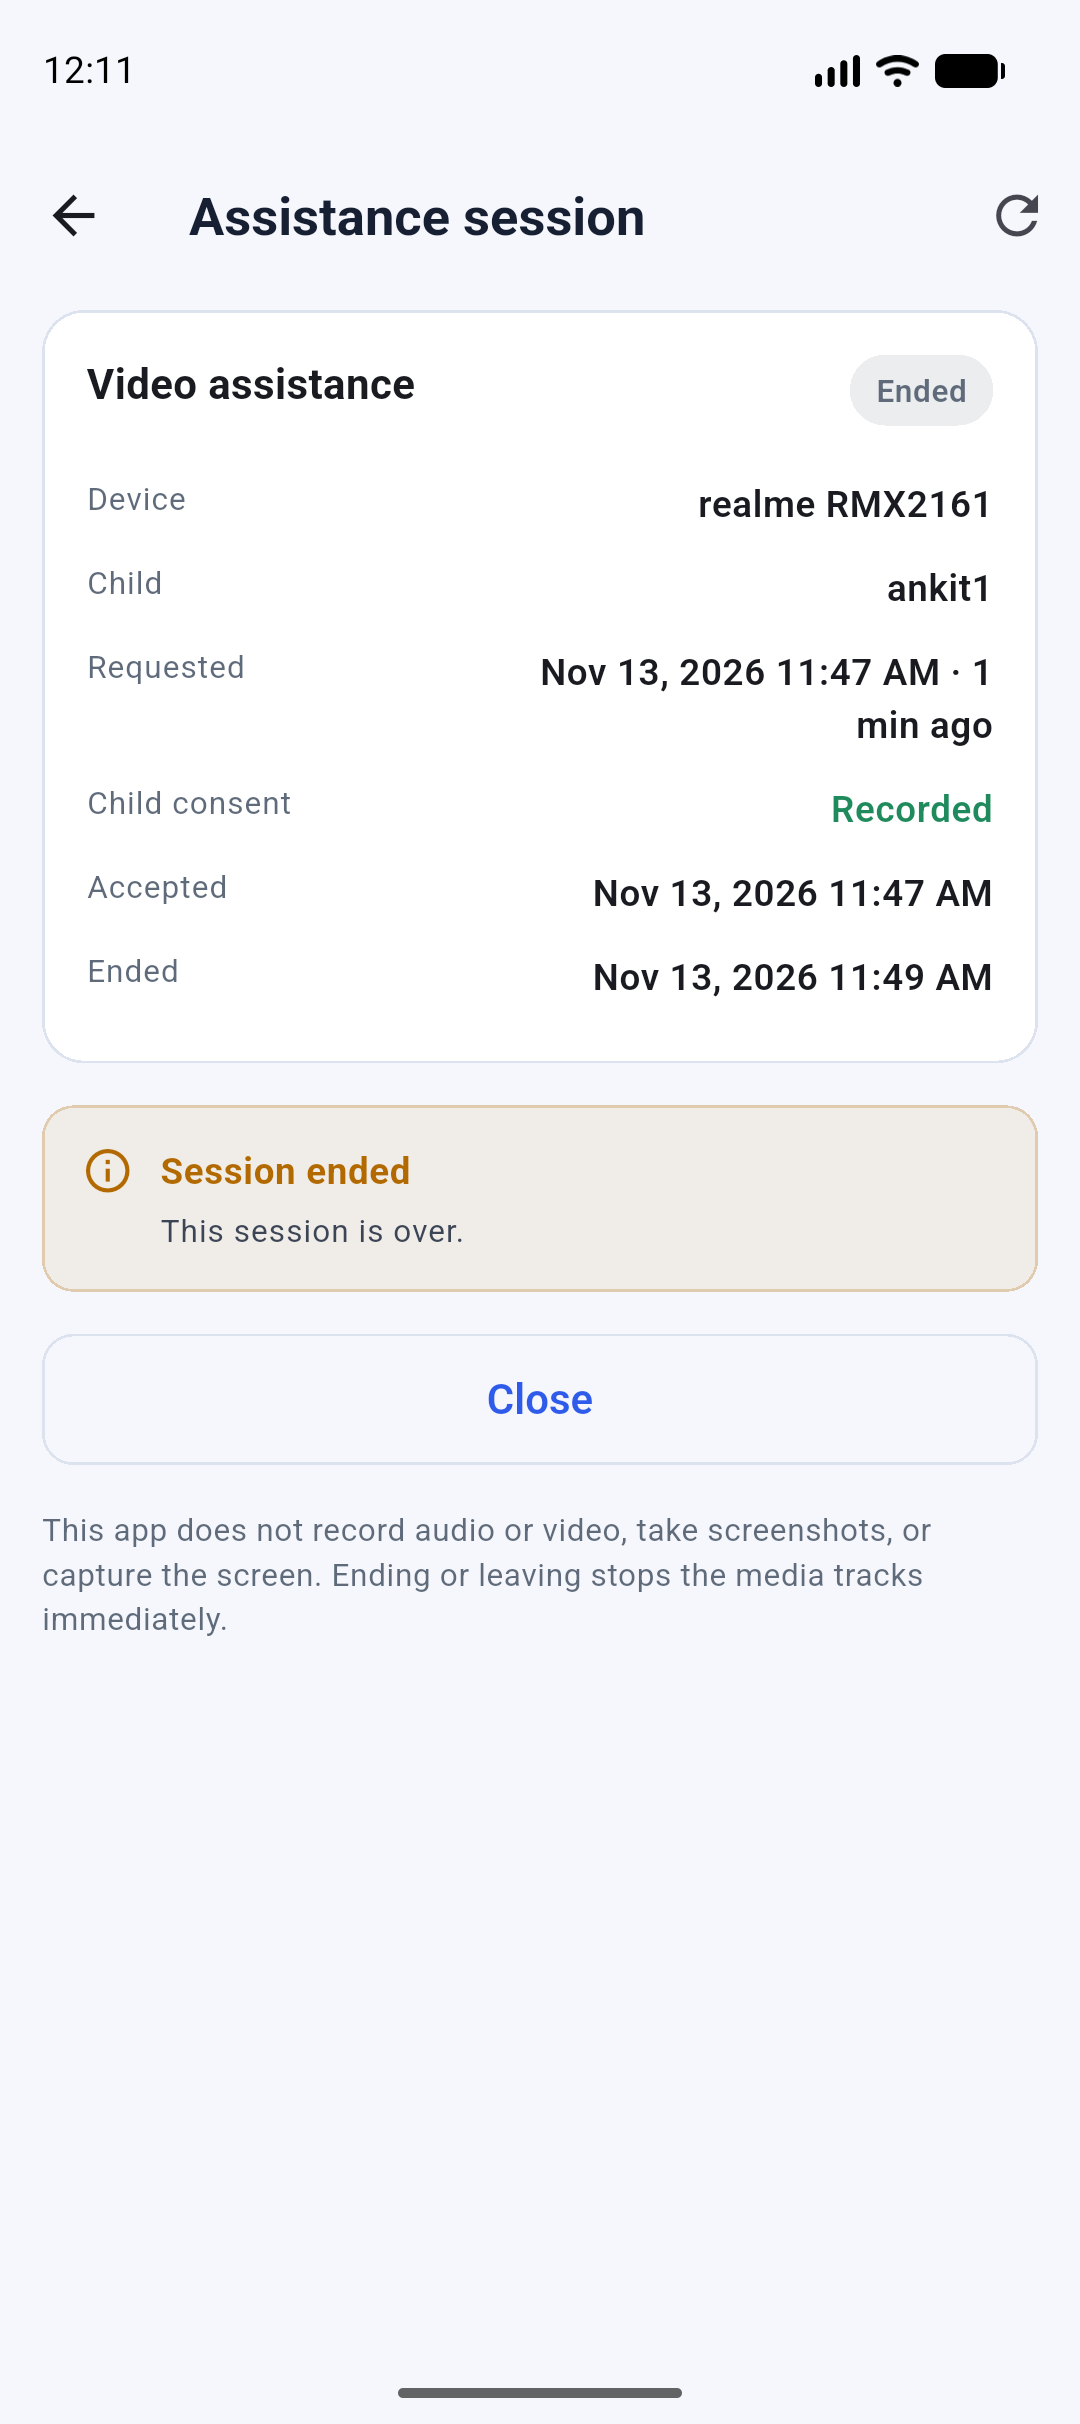 12:11
Assistance session
Video assistance
Ended
Device
realme RMX2161
Child
ankit1
Requested
Nov 13, 2026 11:47 AM · 1
min ago
Child consent
Recorded
Accepted
Nov 13, 2026 11:47 AM
Ended
Nov 13, 2026 11:49 AM
Session ended
This session is over.
Close
This app does not record audio or video, take screenshots, or
capture the screen. Ending or leaving stops the media tracks
immediately.